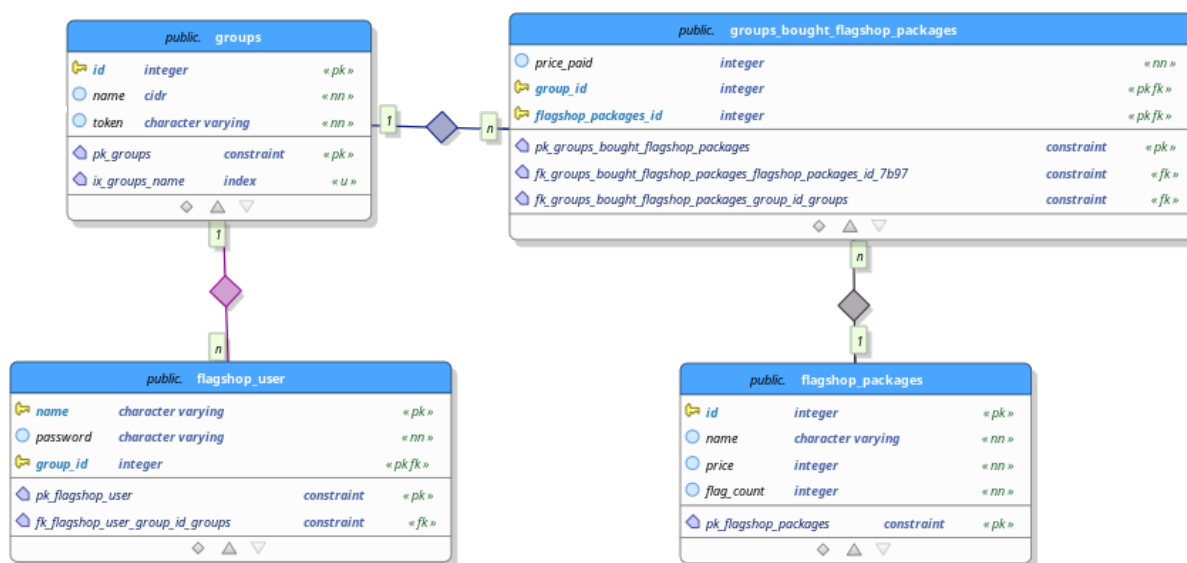 public. groups
id integer « pk »
name cidr « nn »
token character varying « nn »
pk_groups constraint « pk »
ix_groups_name index « u »
public. groups_bought_flagshop_packages
price_paid integer « nn »
group_id integer « pk fk »
flagshop_packages_id integer « pk fk »
pk_groups_bought_flagshop_packages constraint « pk »
fk_groups_bought_flagshop_packages_flagshop_packages_id_7b97 constraint « fk »
fk_groups_bought_flagshop_packages_group_id_groups constraint « fk »
1
n
1
n
n
1
public. flagshop_user
name character varying « pk »
password character varying « nn »
group_id integer « pk fk »
pk_flagshop_user constraint « pk »
fk_flagshop_user_group_id_groups constraint « fk »
public. flagshop_packages
id integer « pk »
name character varying « nn »
price integer « nn »
flag_count integer « nn »
pk_flagshop_packages constraint « pk »